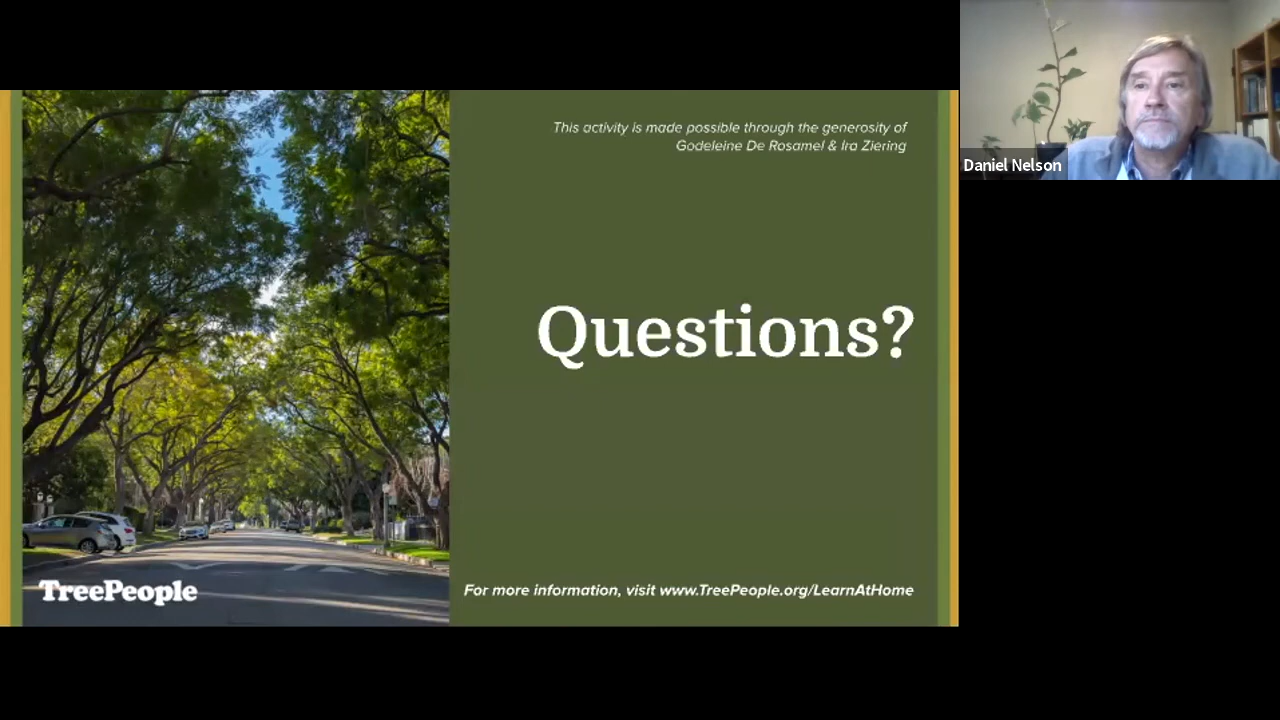 This activity is made possible through the generosity of
Godeleine De Rosamel & Ira Ziering
Daniel Nelson
Questions?
TreePeople
For more information, visit www.TreePeople.org/LearnAtHome